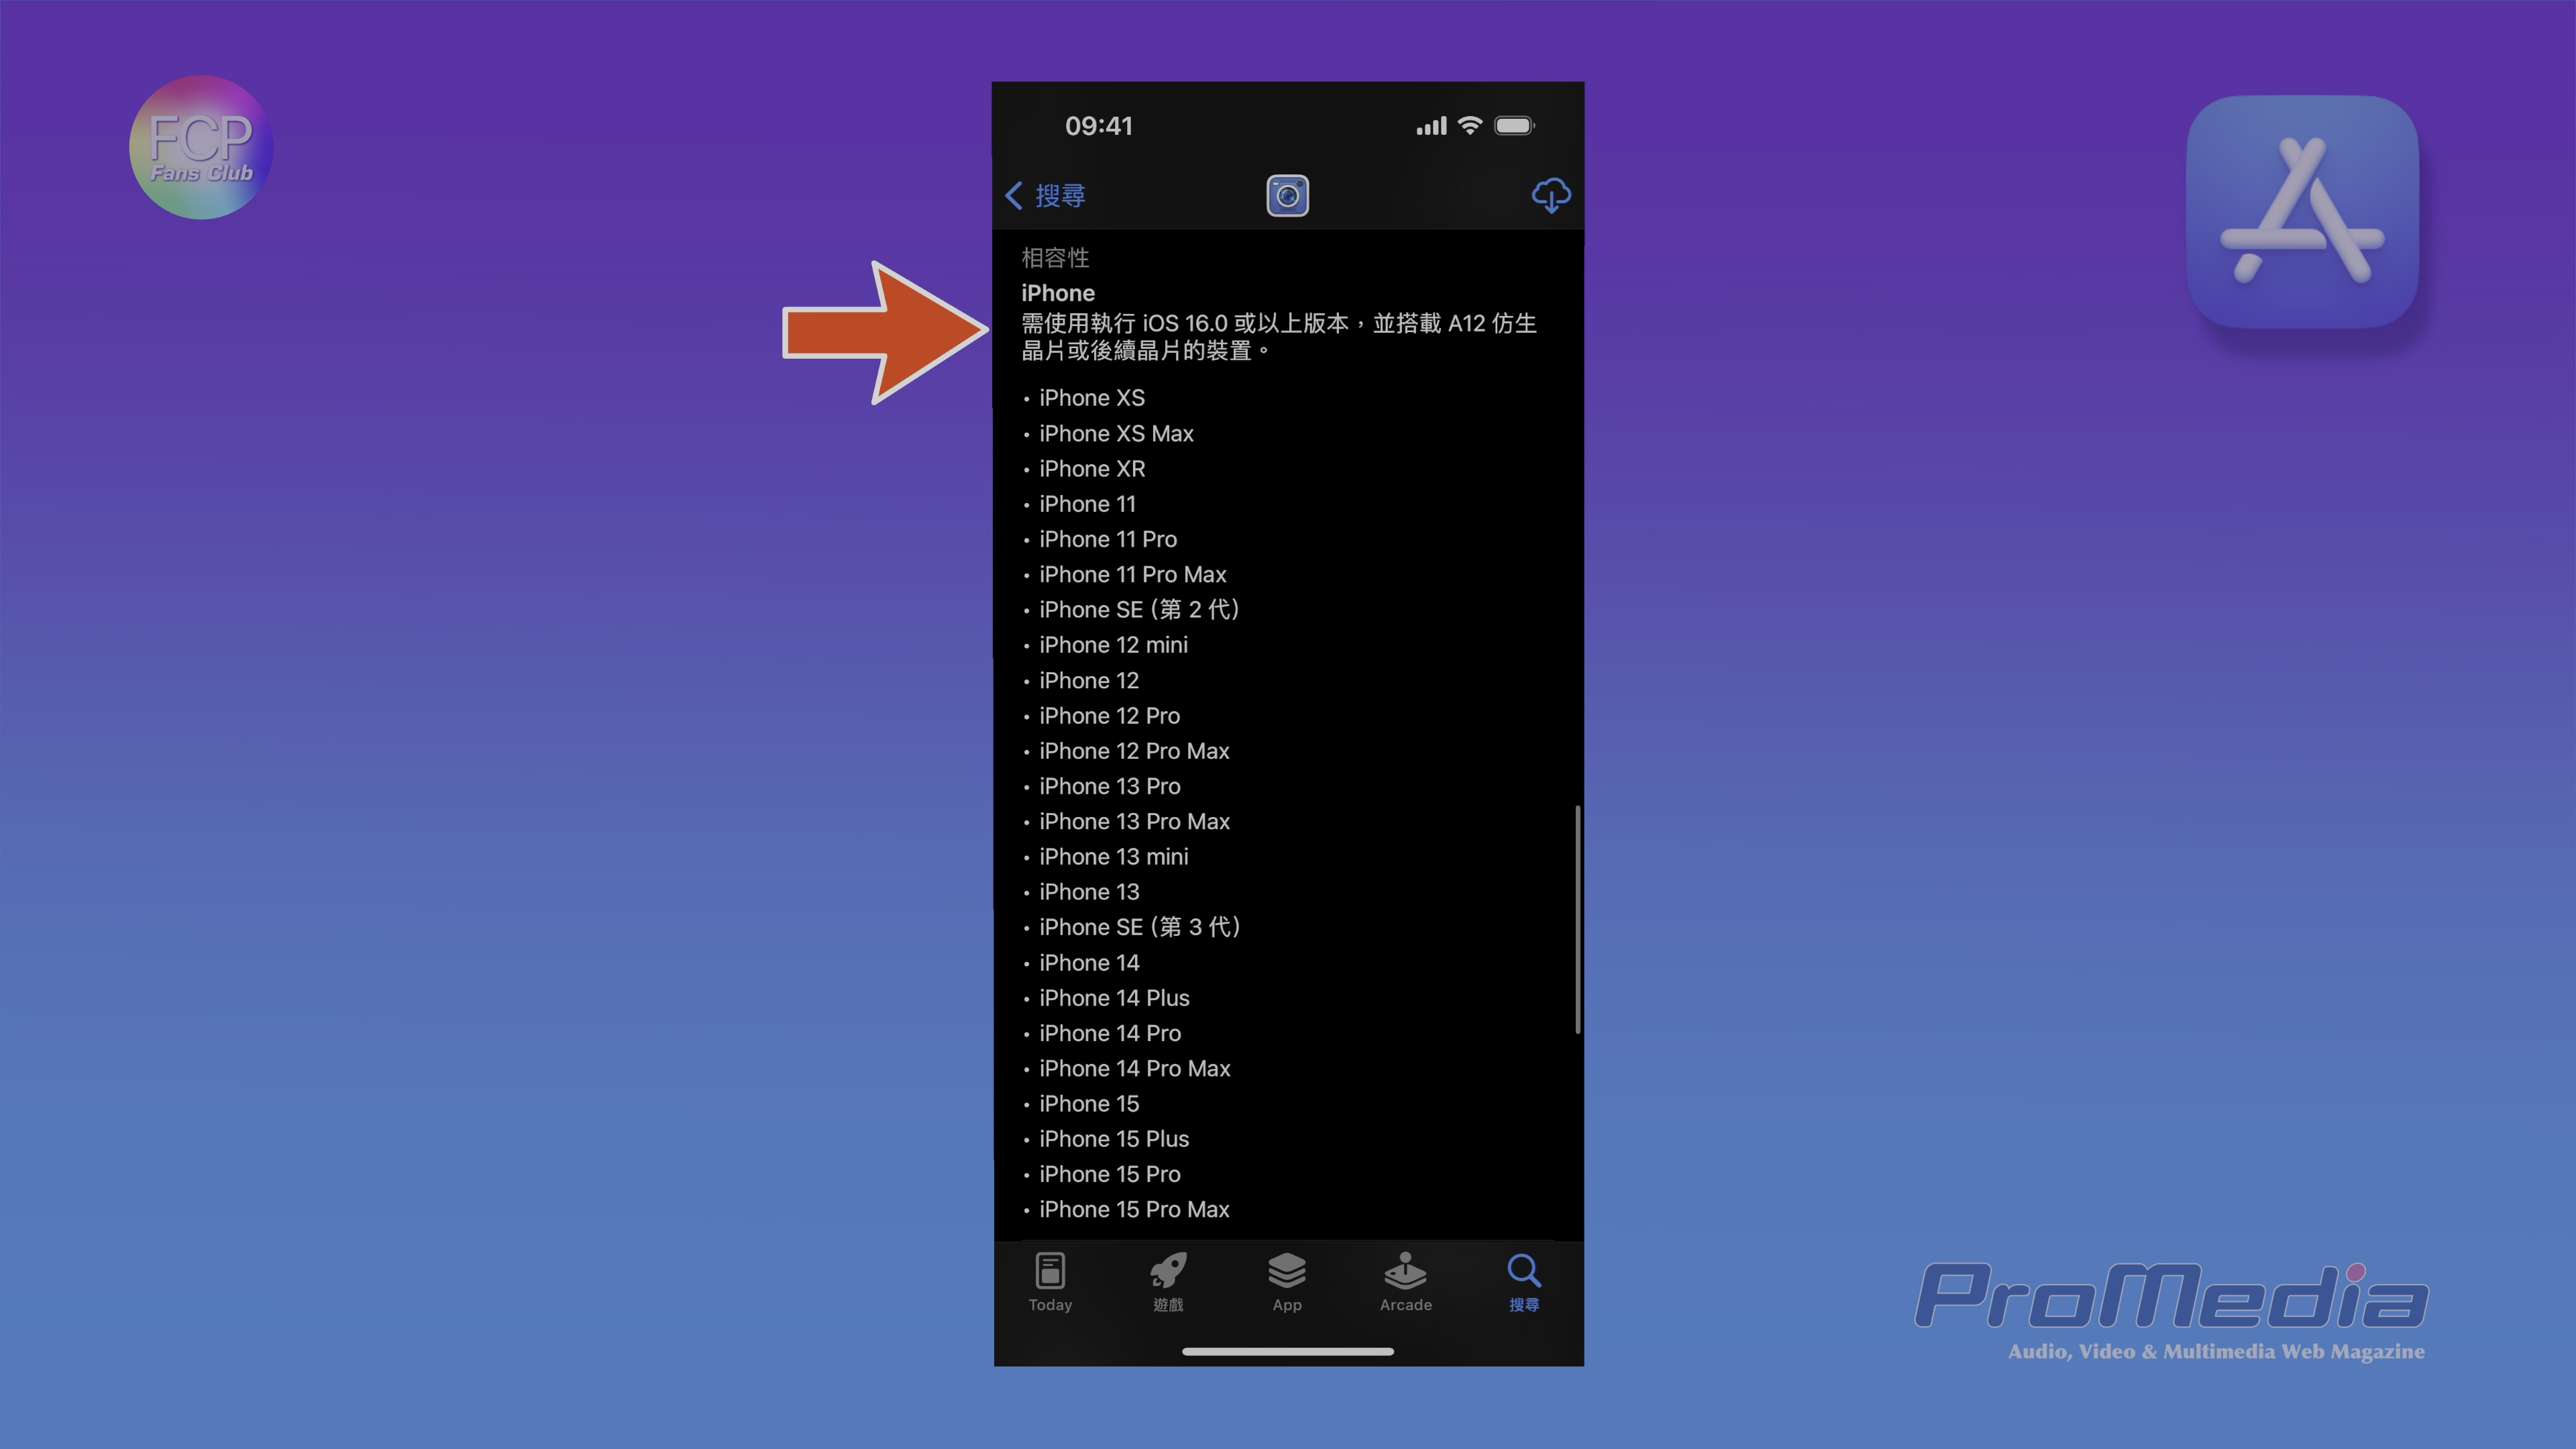 FCP
Fans Club
09:41
搜尋
相容性
iPhone
需使用執行 iOS 16.0 或以上版本，並搭載 A12 仿生
晶片或後續晶片的裝置。
• iPhone XS
• iPhone XS Max
• iPhone XR
• iPhone 11
• iPhone 11 Pro
• iPhone 11 Pro Max
• iPhone SE (第 2 代)
• iPhone 12 mini
• iPhone 12
• iPhone 12 Pro
• iPhone 12 Pro Max
• iPhone 13 Pro
• iPhone 13 Pro Max
• iPhone 13 mini
• iPhone 13
• iPhone SE (第 3 代)
• iPhone 14
• iPhone 14 Plus
• iPhone 14 Pro
• iPhone 14 Pro Max
• iPhone 15
• iPhone 15 Plus
• iPhone 15 Pro
• iPhone 15 Pro Max
Today 遊戲 App Arcade 搜尋
ProMedia
Audio, Video & Multimedia Web Magazine